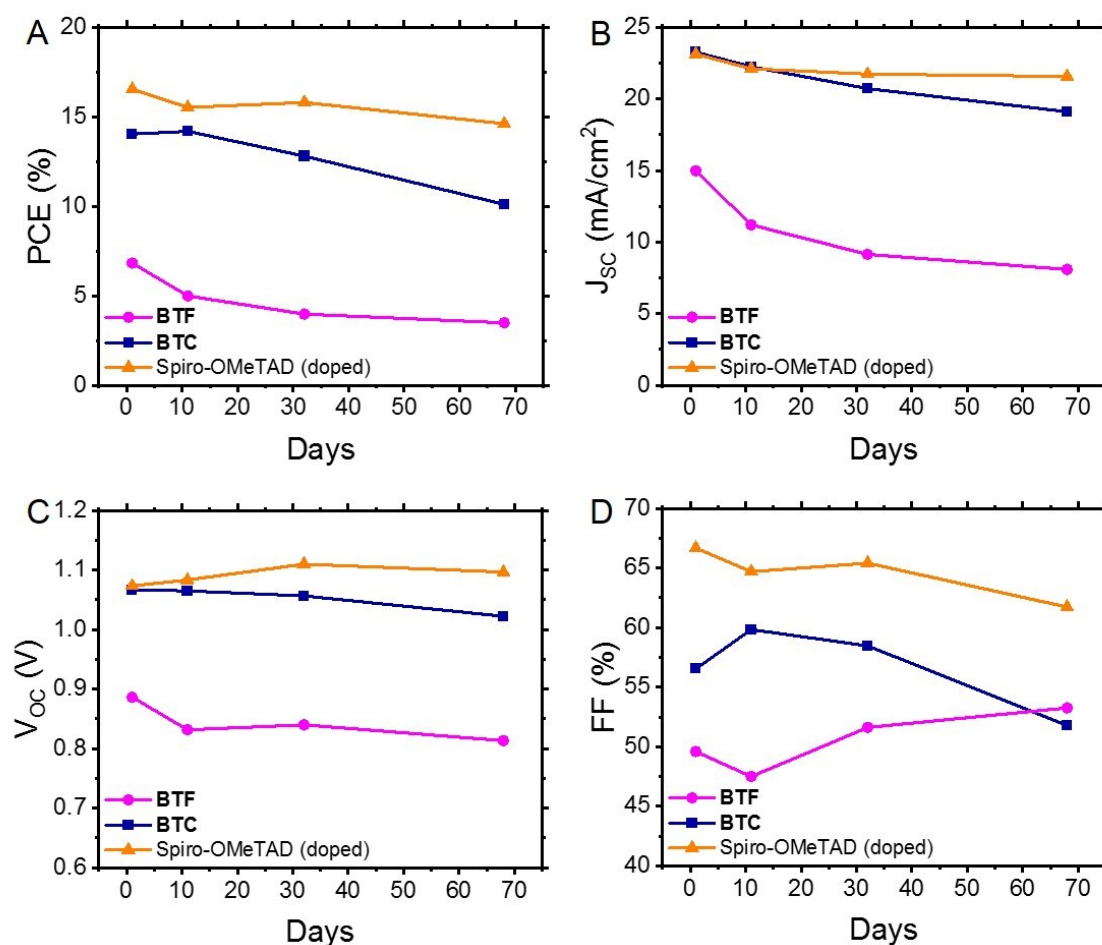 A
20
15
10
5
0
PCE (%)
BTF
BTC
Spiro-OMeTAD (doped)
0 10 20 30 40 50 60 70
Days
B
25
20
15
10
5
0
J_SC (mA/cm²)
BTF
BTC
Spiro-OMeTAD (doped)
0 10 20 30 40 50 60 70
Days
C
1.2
1.1
1.0
0.9
0.8
0.7
0.6
V_OC (V)
BTF
BTC
Spiro-OMeTAD (doped)
0 10 20 30 40 50 60 70
Days
D
70
65
60
55
50
45
40
FF (%)
BTF
BTC
Spiro-OMeTAD (doped)
0 10 20 30 40 50 60 70
Days